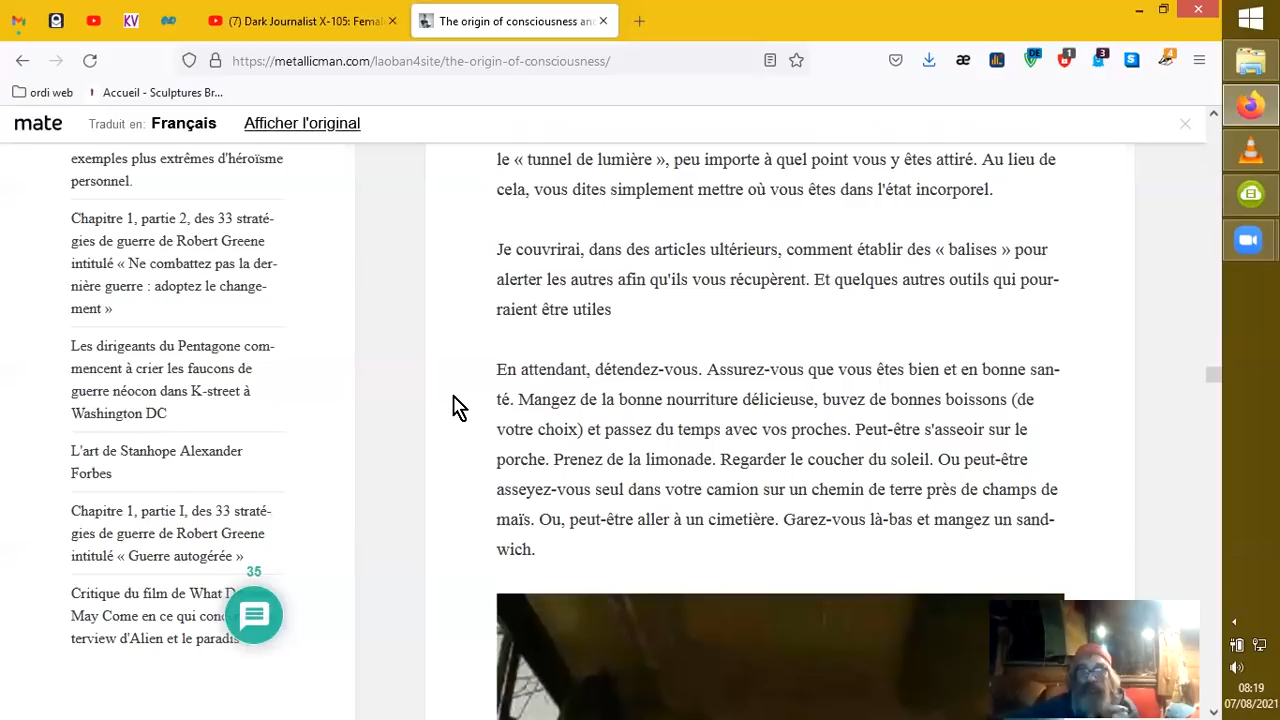 (7) Dark Journalist X-105: Fema
The origin of consciousness an
https://metallicman.com/laoban4site/the-origin-of-consciousness/
DE
1
3
4
ordi web
Accueil - Sculptures Br...
mate
Traduit en: Français
Afficher l'original
exemples plus extrêmes d'héroïsme
personnel.
Chapitre 1, partie 2, des 33 straté-
gies de guerre de Robert Greene
intitulé « Ne combattez pas la der-
nière guerre : adoptez le change-
ment »
Les dirigeants du Pentagone com-
mencent à crier les faucons de
guerre néocon dans K-street à
Washington DC
L'art de Stanhope Alexander
Forbes
Chapitre 1, partie I, des 33 straté-
gies de guerre de Robert Greene
intitulé « Guerre autogérée »
35
Critique du film de What D
May Come en ce qui conc
terview d'Alien et le paradis
le « tunnel de lumière », peu importe à quel point vous y êtes attiré. Au lieu de
cela, vous dites simplement mettre où vous êtes dans l'état incorporel.
Je couvrirai, dans des articles ultérieurs, comment établir des « balises » pour
alerter les autres afin qu'ils vous récupèrent. Et quelques autres outils qui pour-
raient être utiles
En attendant, détendez-vous. Assurez-vous que vous êtes bien et en bonne san-
té. Mangez de la bonne nourriture délicieuse, buvez de bonnes boissons (de
votre choix) et passez du temps avec vos proches. Peut-être s'asseoir sur le
porche. Prenez de la limonade. Regarder le coucher du soleil. Ou peut-être
asseyez-vous seul dans votre camion sur un chemin de terre près de champs de
maïs. Ou, peut-être aller à un cimetière. Garez-vous là-bas et mangez un sand-
wich.
08:19
07/08/2021